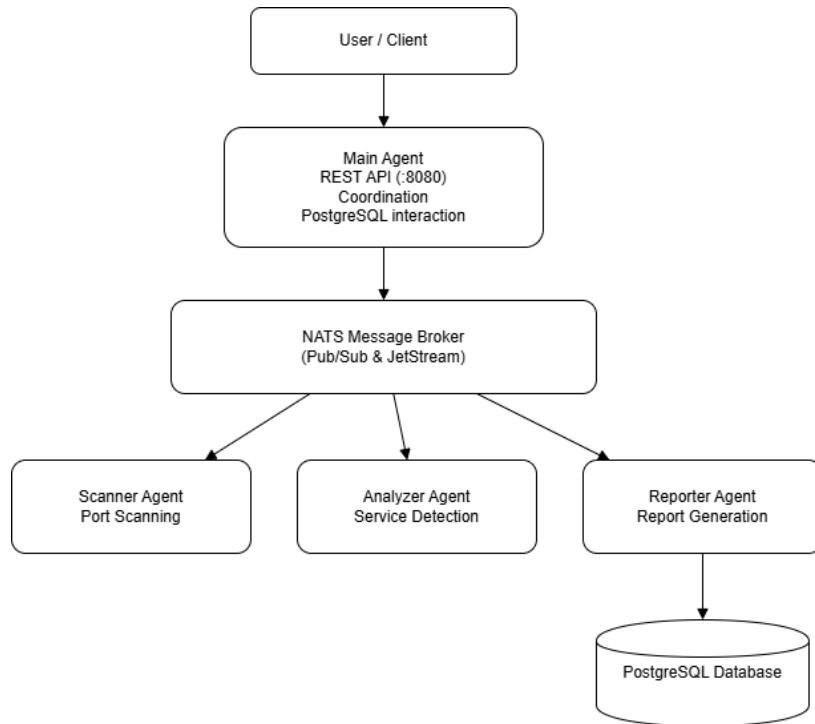 User / Client
Main Agent
REST API (:8080)
Coordination
PostgreSQL interaction
NATS Message Broker
(Pub/Sub & JetStream)
Scanner Agent
Port Scanning
Analyzer Agent
Service Detection
Reporter Agent
Report Generation
PostgreSQL Database